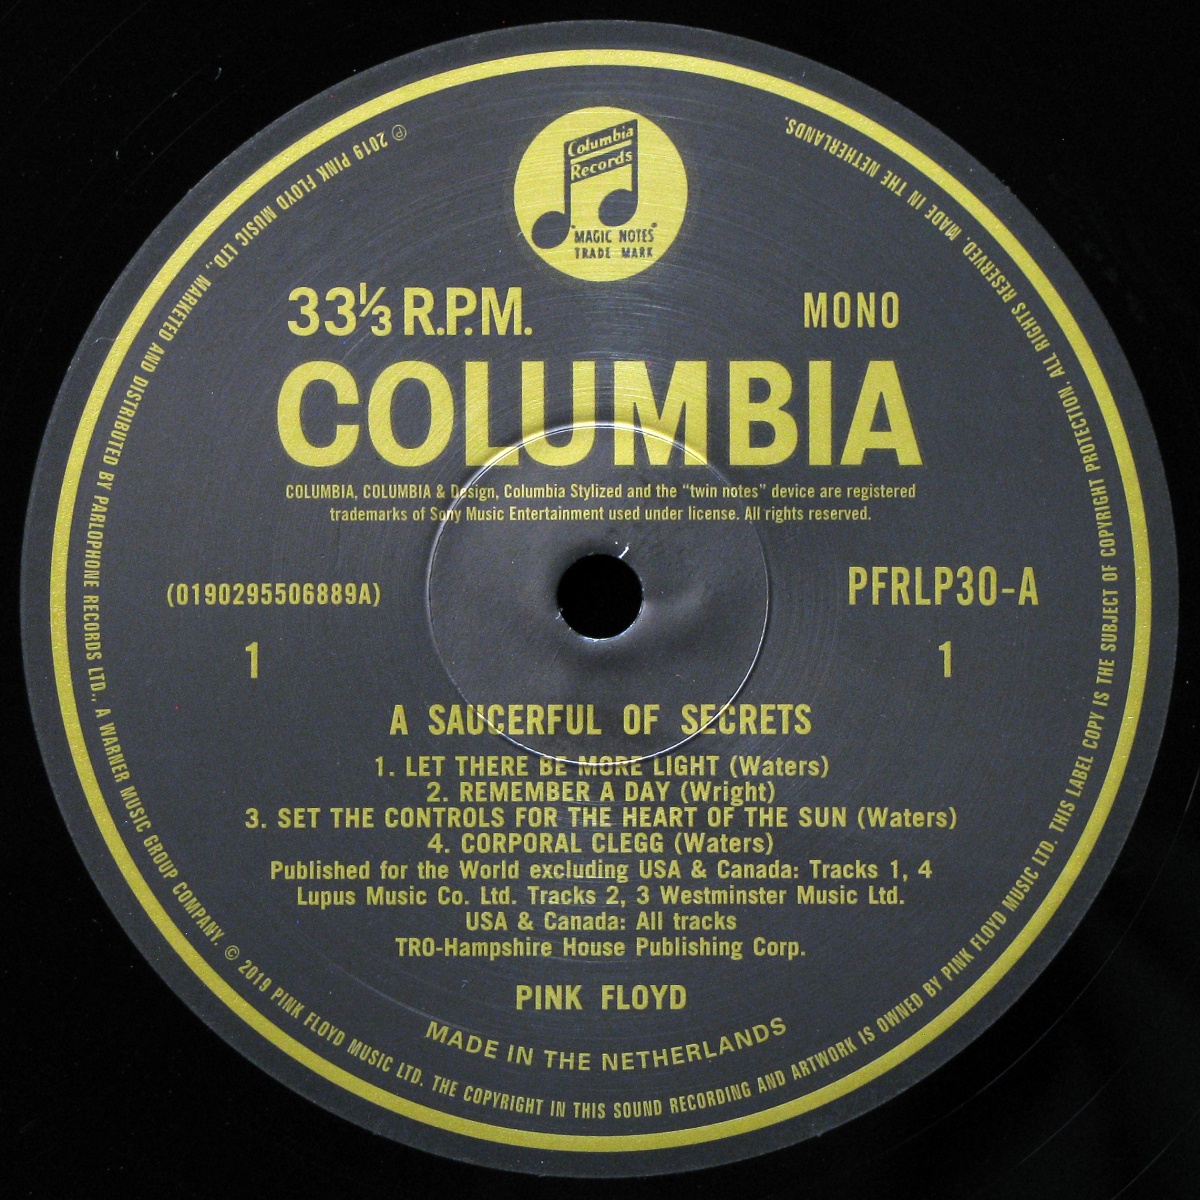 Columbia
Records
"MAGIC NOTES"
TRADE MARK
33⅓ R.P.M.
MONO
COLUMBIA
COLUMBIA, COLUMBIA & Design, Columbia Stylized and the “twin notes” device are registered
trademarks of Sony Music Entertainment used under license. All rights reserved.
(0190295506889A)
PFRLP30-A
1
1
A SAUCERFUL OF SECRETS
1. LET THERE BE MORE LIGHT (Waters)
2. REMEMBER A DAY (Wright)
3. SET THE CONTROLS FOR THE HEART OF THE SUN (Waters)
4. CORPORAL CLEGG (Waters)
Published for the World excluding USA & Canada: Tracks 1, 4
Lupus Music Co. Ltd. Tracks 2, 3 Westminster Music Ltd.
USA & Canada: All tracks
TRO-Hampshire House Publishing Corp.
PINK FLOYD
MADE IN THE NETHERLANDS
℗ 2019 PINK FLOYD MUSIC LTD., MARKETED AND DISTRIBUTED BY PARLOPHONE RECORDS LTD., A WARNER MUSIC GROUP COMPANY. © 2019 PINK FLOYD MUSIC LTD. THE COPYRIGHT IN THIS SOUND RECORDING AND ARTWORK IS OWNED BY PINK FLOYD MUSIC LTD. THIS LABEL COPY IS THE SUBJECT OF COPYRIGHT PROTECTION. ALL RIGHTS RESERVED. MADE IN THE NETHERLANDS.